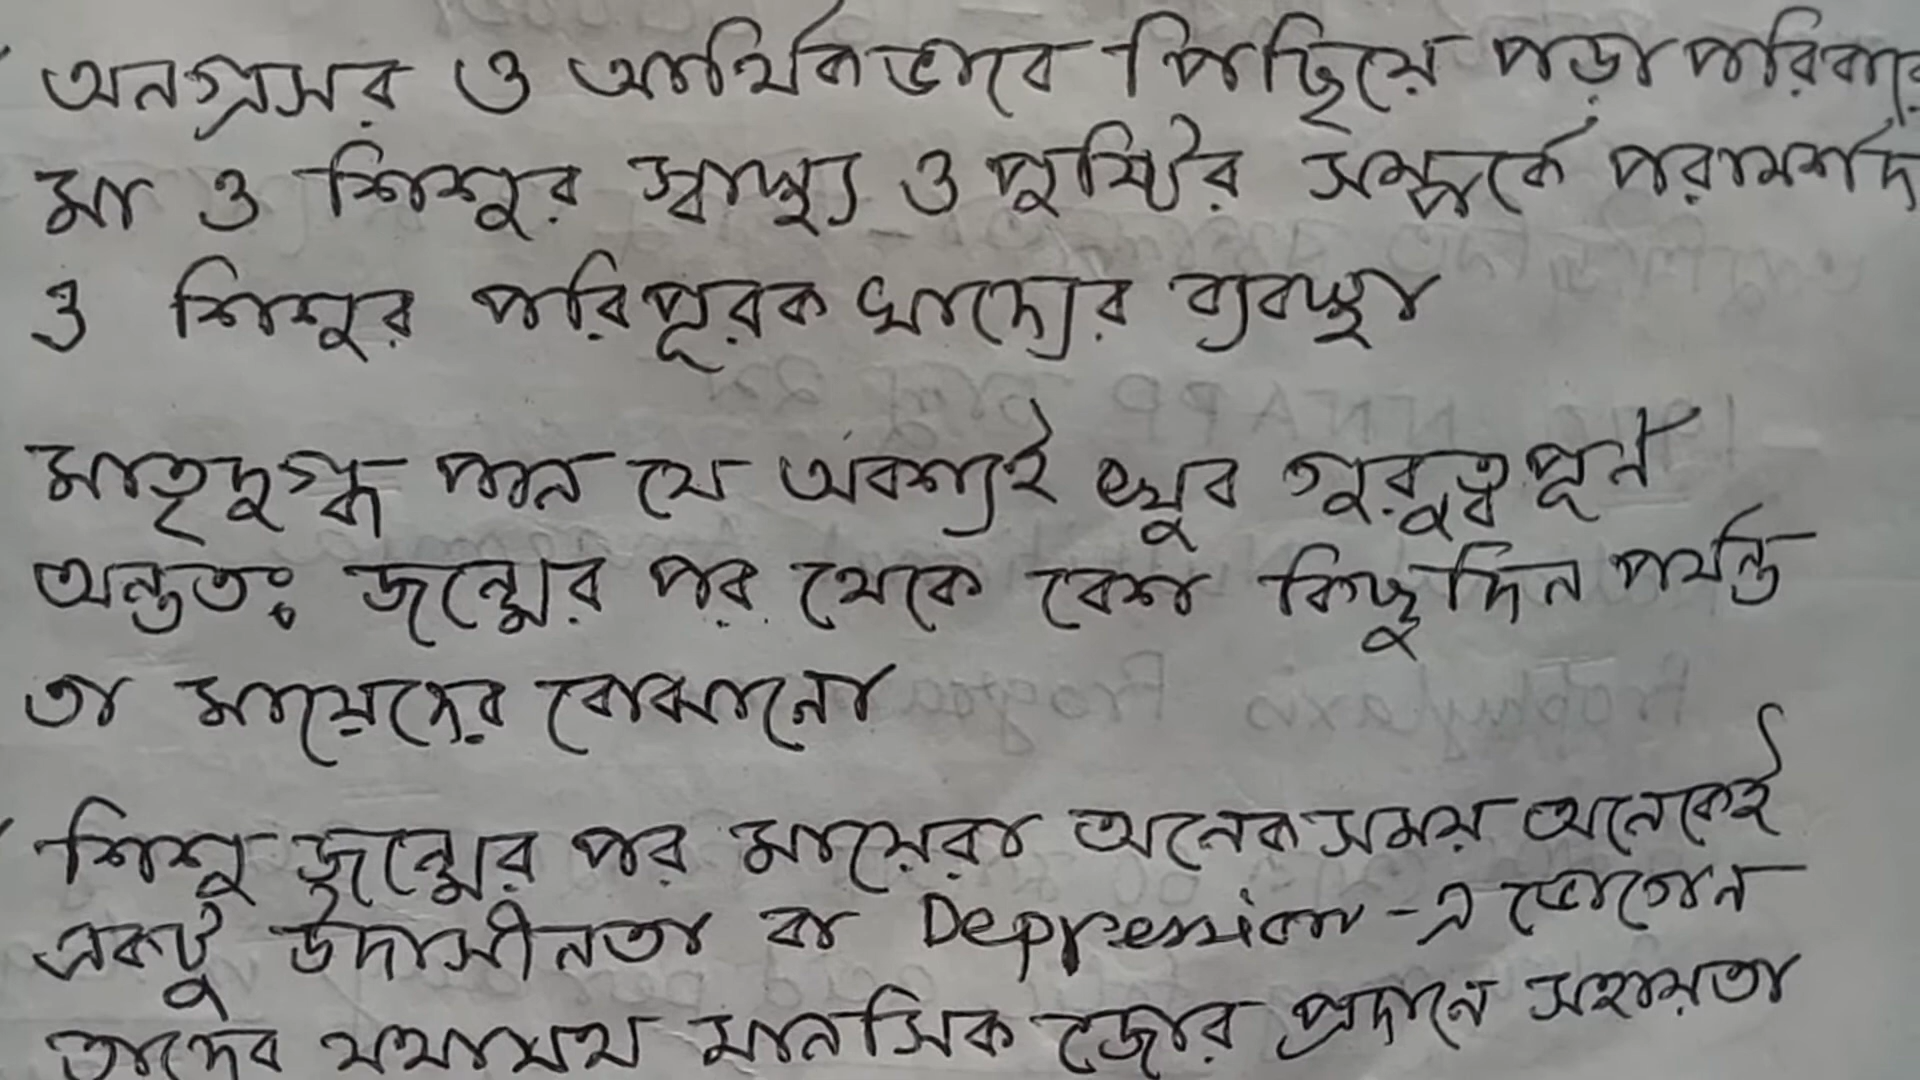 অনগ্রসর ও আর্থিকভাবে পিছিয়ে পড়া পরিবারে
মা ও শিশুর স্বাস্থ্য ও পুষ্টির সম্পর্কে পরামর্শদ
ও শিশুর পরিপূরক খাদ্যের ব্যবস্থা
মাতৃদুগ্ধ পান যে অবশ্যই খুব গুরুত্বপূর্ন
অন্ততঃ জন্মের পর থেকে বেশ কিছুদিন পর্যন্ত
তা মায়েদের বোঝানো
শিশু জন্মের পর মায়েরা অনেকসময় অনেকেই
একটু উদাসীনতা বা Depression-এ ভোগেন
তাদের যথাযথ মানসিক জোর প্রদানে সহায়তা